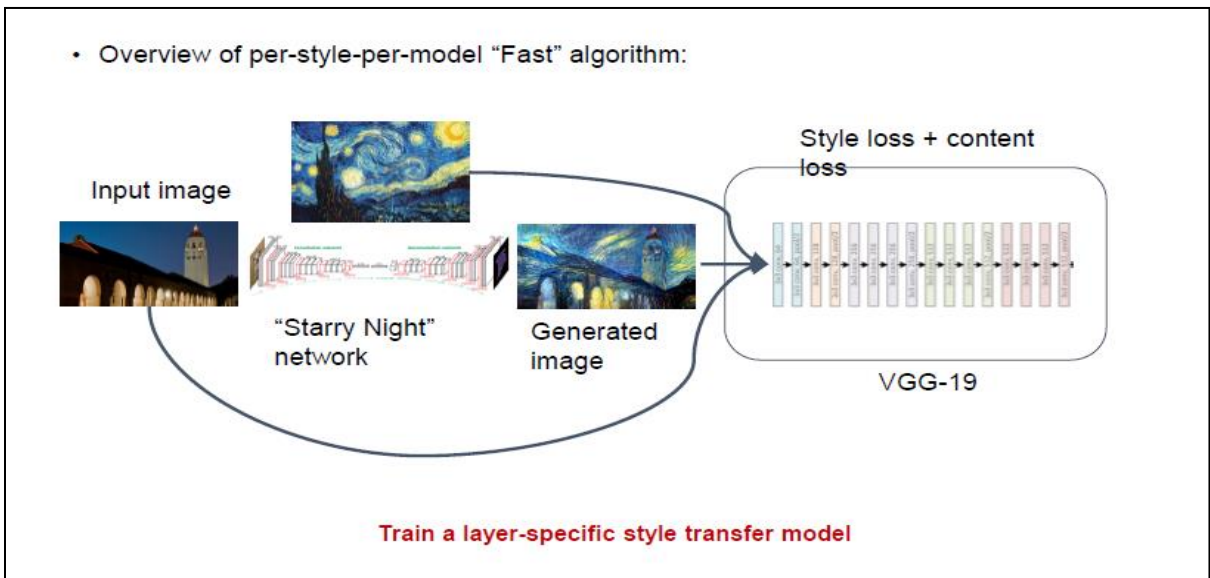 • Overview of per-style-per-model “Fast” algorithm:
Style loss + content
loss
Input image
“Starry Night”
network
Generated
image
VGG-19
Train a layer-specific style transfer model